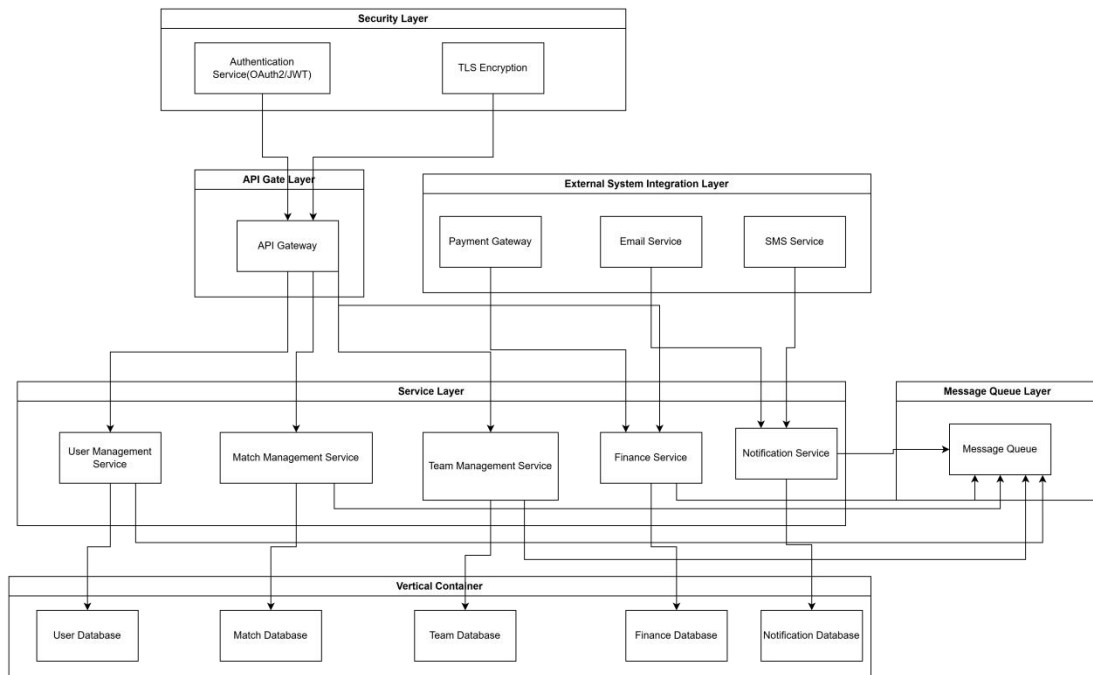 Security Layer
Authentication
Service(OAuth2/JWT)
TLS Encryption
API Gate Layer
External System Integration Layer
API Gateway
Payment Gateway
Email Service
SMS Service
Service Layer
Message Queue Layer
User Management
Service
Match Management Service
Team Management Service
Finance Service
Notification Service
Message Queue
Vertical Container
User Database
Match Database
Team Database
Finance Database
Notification Database